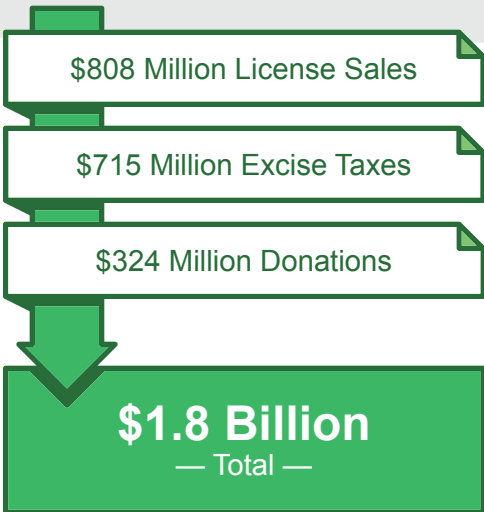 $808 Million License Sales
$715 Million Excise Taxes
$324 Million Donations
$1.8 Billion
— Total —